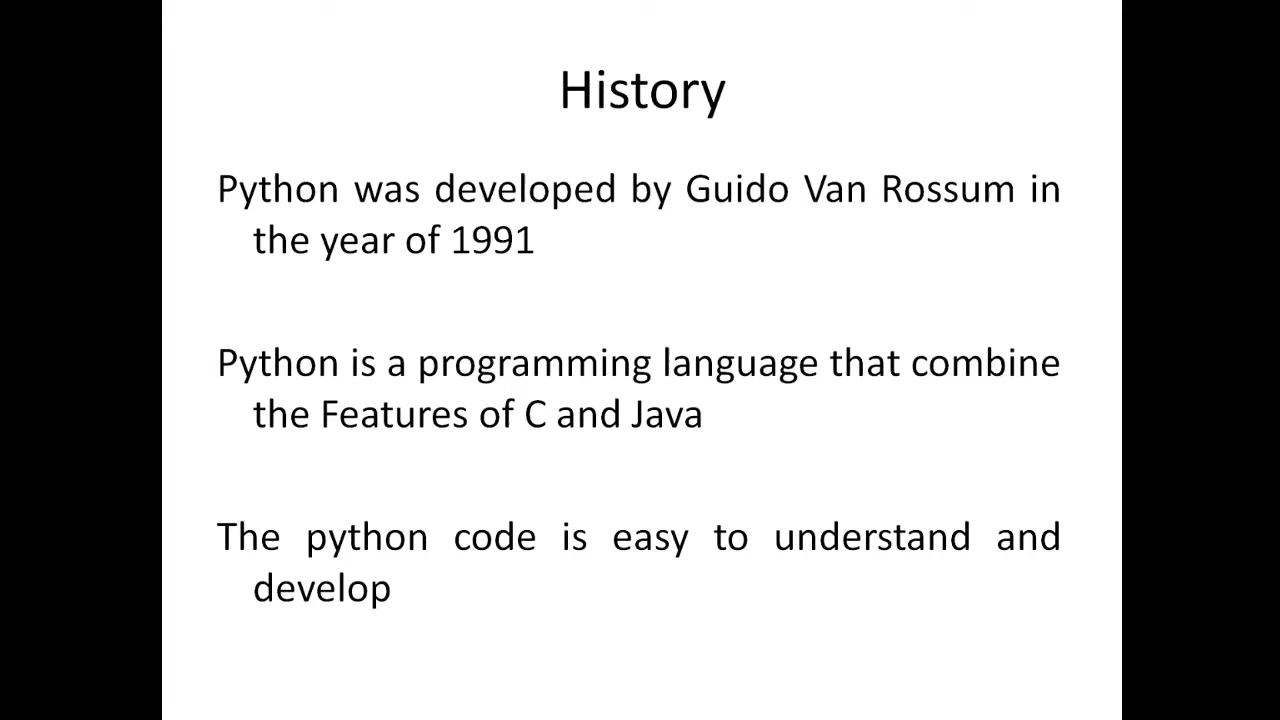 History
Python was developed by Guido Van Rossum in
the year of 1991
Python is a programming language that combine
the Features of C and Java
The python code is easy to understand and
develop